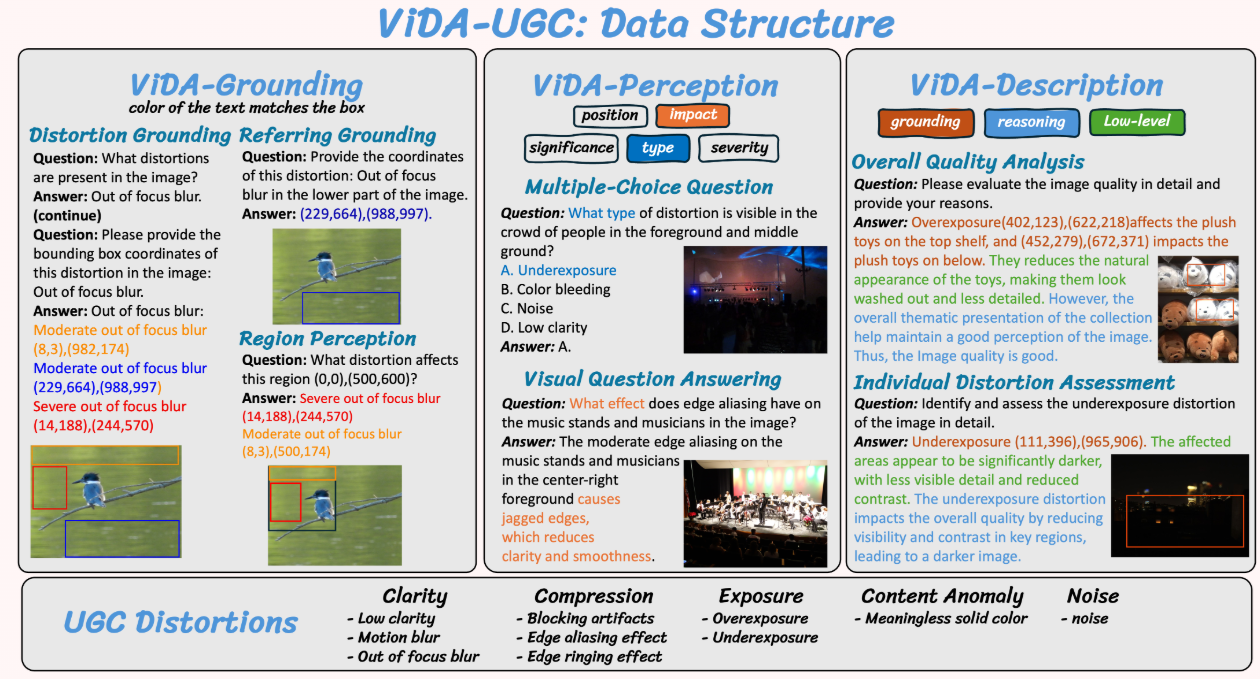 ViDA-UGC: Data Structure
ViDA-Grounding
color of the text matches the box
Distortion Grounding
Question: What distortions
are present in the image?
Answer: Out of focus blur.
(continue)
Question: Please provide the
bounding box coordinates of
this distortion in the image:
Out of focus blur.
Answer: Out of focus blur:
Moderate out of focus blur
(8,3),(982,174)
Moderate out of focus blur
(229,664),(988,997)
Severe out of focus blur
(14,188),(244,570)
Referring Grounding
Question: Provide the coordinates
of this distortion: Out of focus
blur in the lower part of the image.
Answer: (229,664),(988,997).
Region Perception
Question: What distortion affects
this region (0,0),(500,600)?
Answer: Severe out of focus blur
(14,188),(244,570)
Moderate out of focus blur
(8,3),(500,174)
ViDA-Perception
position impact
significance type severity
Multiple-Choice Question
Question: What type of distortion is visible in the
crowd of people in the foreground and middle
ground?
A. Underexposure
B. Color bleeding
C. Noise
D. Low clarity
Answer: A.
Visual Question Answering
Question: What effect does edge aliasing have on
the music stands and musicians in the image?
Answer: The moderate edge aliasing on the
music stands and musicians
in the center-right
foreground causes
jagged edges,
which reduces
clarity and smoothness.
ViDA-Description
grounding reasoning Low-level
Overall Quality Analysis
Question: Please evaluate the image quality in detail and
provide your reasons.
Answer: Overexposure(402,123),(622,218)affects the plush
toys on the top shelf, and (452,279),(672,371) impacts the
plush toys on below. They reduces the natural
appearance of the toys, making them look
washed out and less detailed. However, the
overall thematic presentation of the collection
help maintain a good perception of the image.
Thus, the Image quality is good.
Individual Distortion Assessment
Question: Identify and assess the underexposure distortion
of the image in detail.
Answer: Underexposure (111,396),(965,906). The affected
areas appear to be significantly darker,
with less visible detail and reduced
contrast. The underexposure distortion
impacts the overall quality by reducing
visibility and contrast in key regions,
leading to a darker image.
UGC Distortions
Clarity
- Low clarity
- Motion blur
- Out of focus blur
Compression
- Blocking artifacts
- Edge aliasing effect
- Edge ringing effect
Exposure
- Overexposure
- Underexposure
Content Anomaly
- Meaningless solid color
Noise
- noise